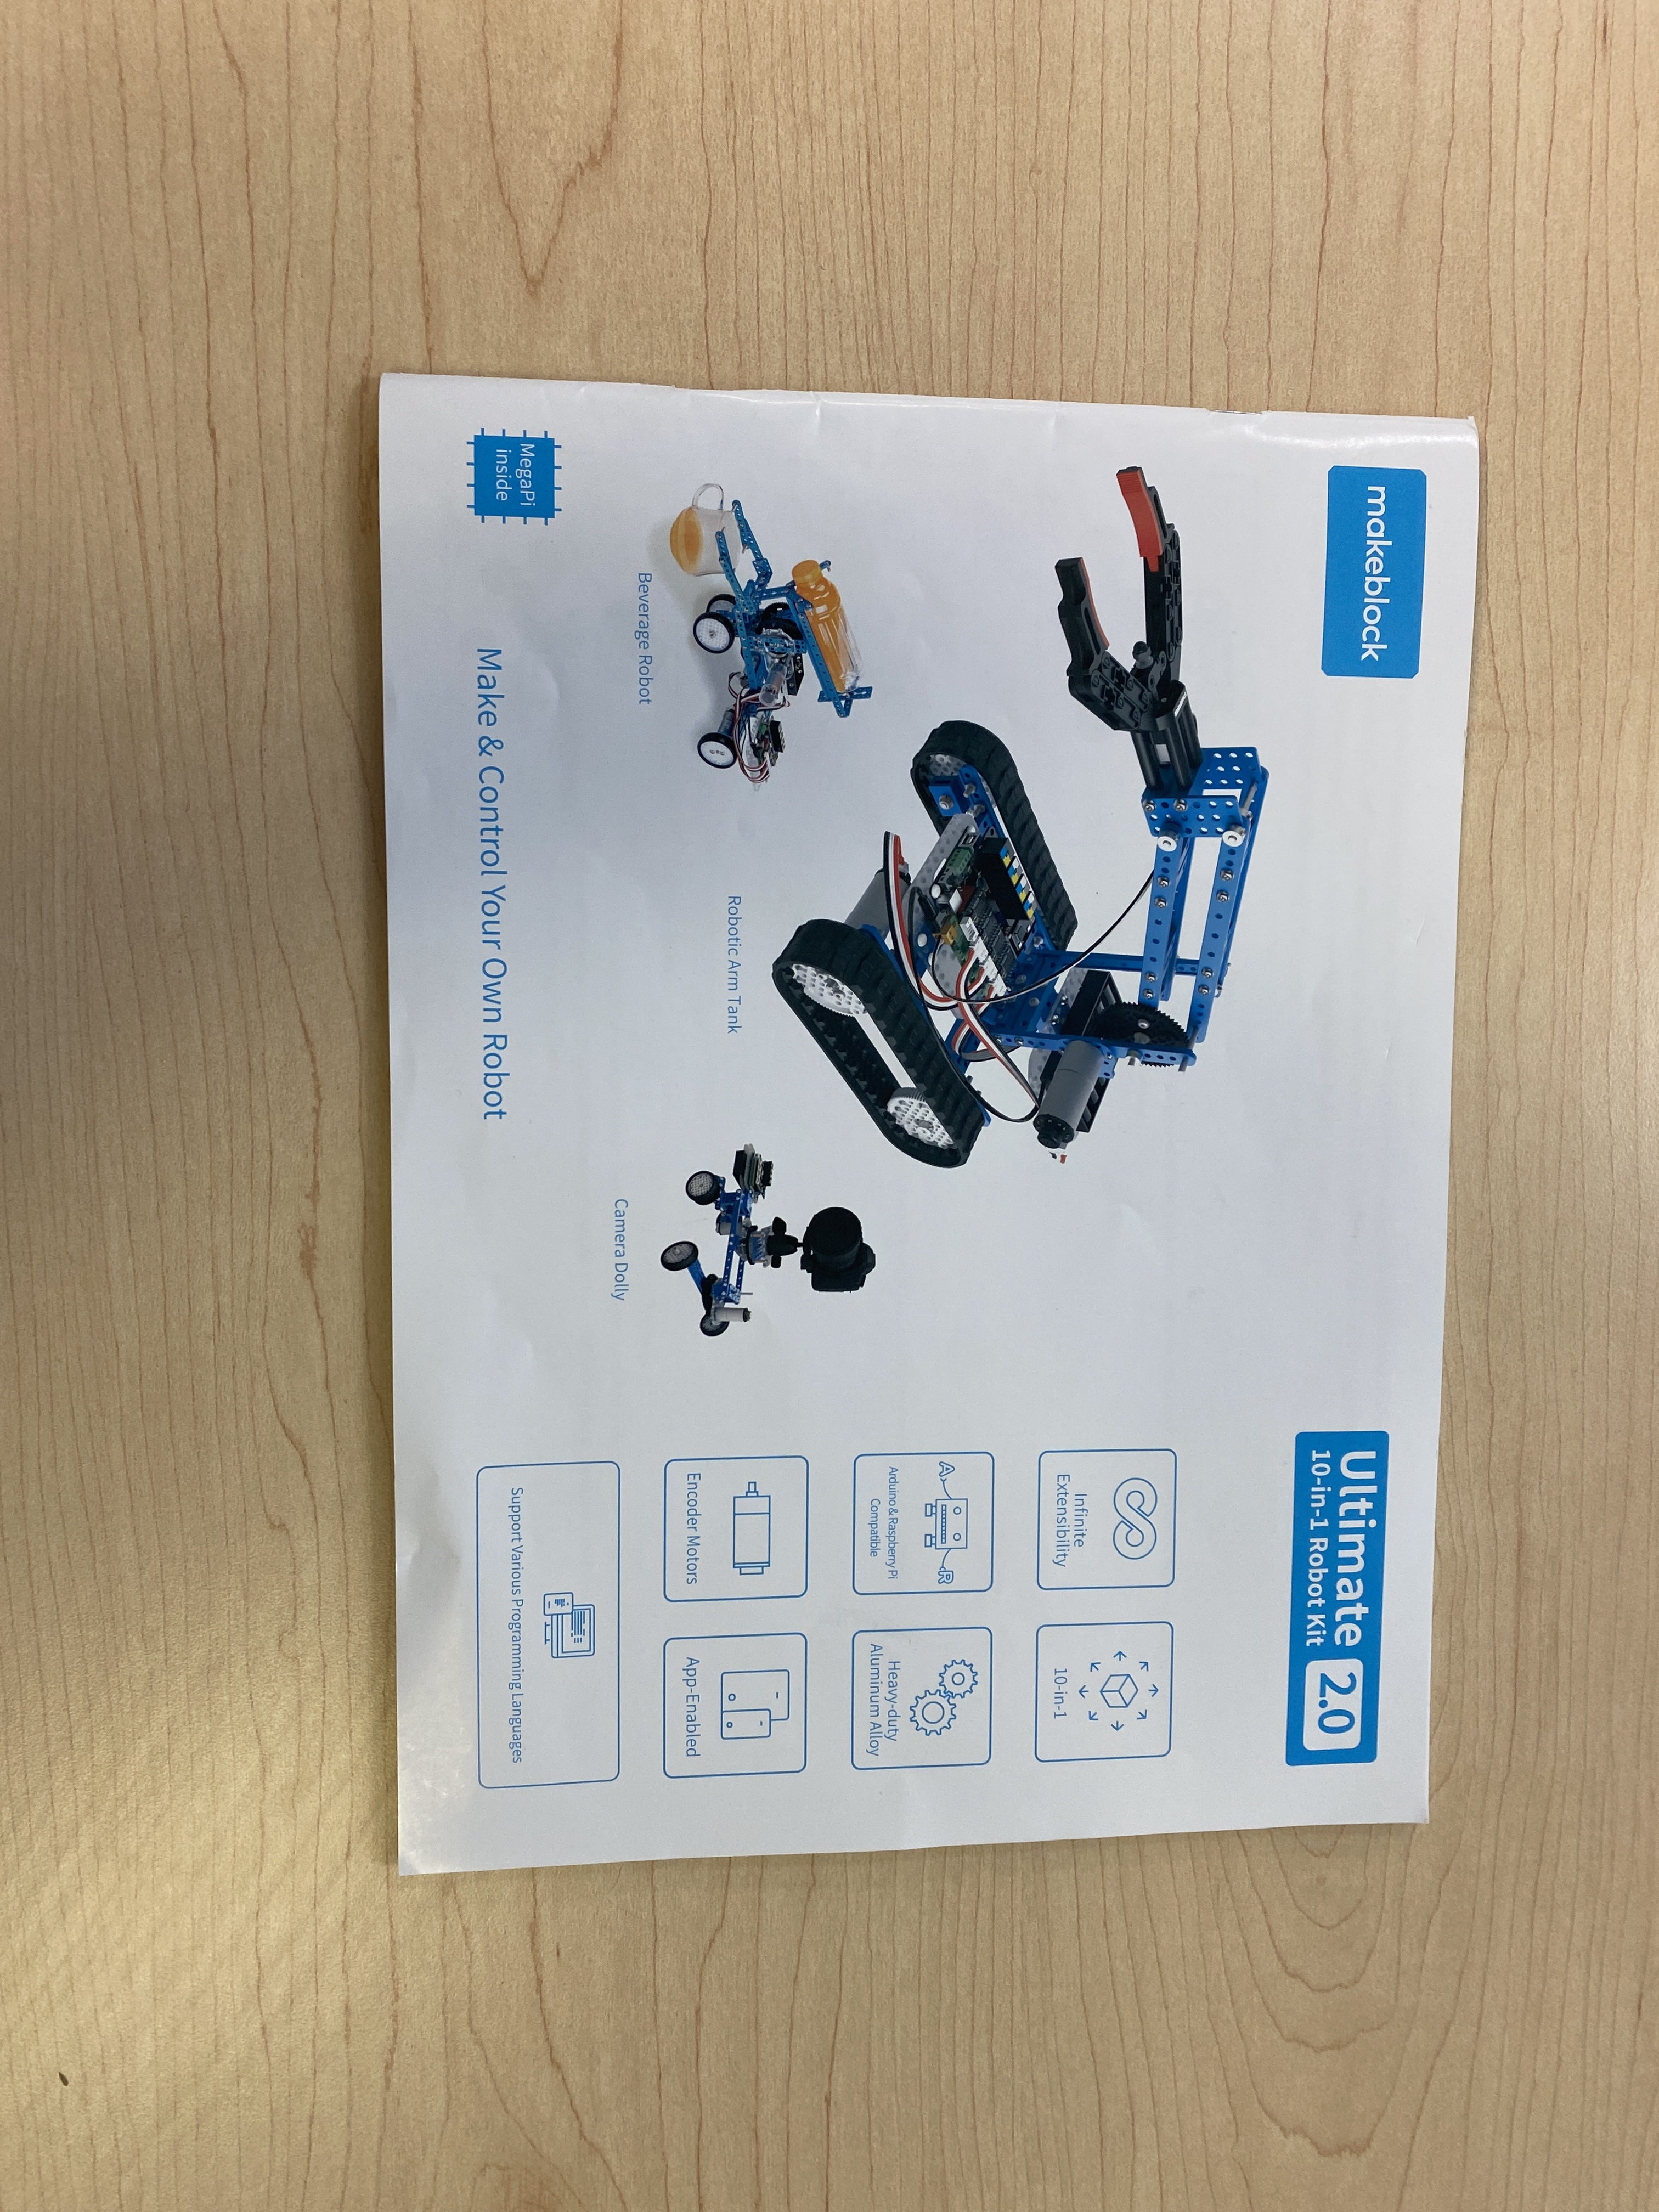 makeblock
Ultimate 2.0
10-in-1 Robot Kit
Infinite
Extensibility
10-in-1
A
R
Arduino & Raspberry Pi
Compatible
Heavy-duty
Aluminum Alloy
Encoder Motors
App-Enabled
Support Various Programming Languages
Beverage Robot
Robotic Arm Tank
Camera Dolly
MegaPi
inside
Make & Control Your Own Robot